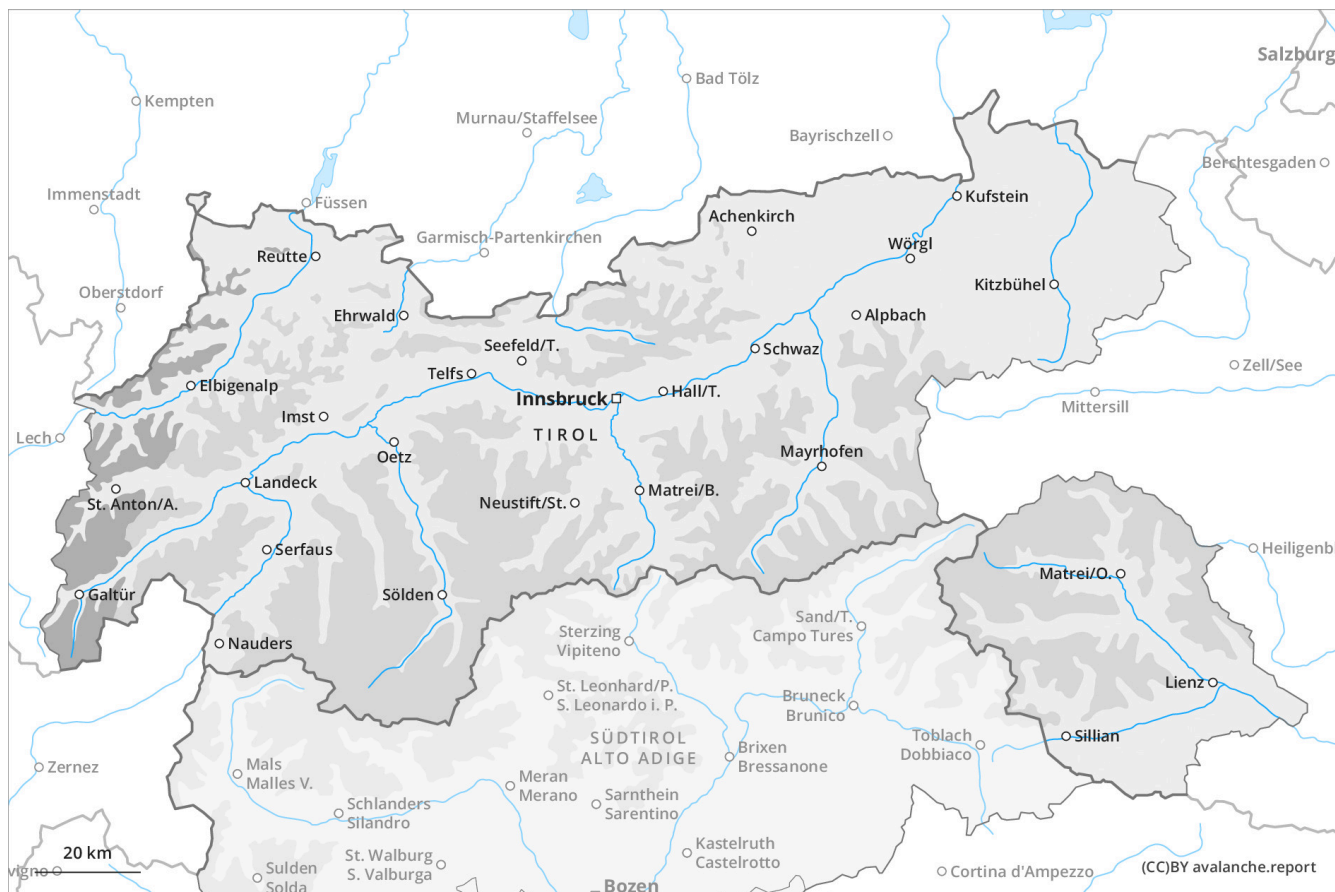 Salzburg
Kempten
Bad Tölz
Murnau/Staffelsee
Bayrischzell
Berchtesgaden
Immenstadt
Füssen
Kufstein
Achenkirch
Garmisch-Partenkirchen
Wörgl
Reutte
Oberstdorf
Kitzbühel
Ehrwald
Alpbach
Seefeld/T.
Schwaz
Zell/See
Telfs
Elbigenalp
Innsbruck
Hall/T.
Mittersill
Imst
Lech
TIROL
Oetz
Mayrhofen
Landeck
St. Anton/A.
Neustift/St.
Matrei/B.
Serfaus
Heiligenb
Matrei/O.
Galtür
Sölden
Sand/T.
Campo Tures
Sterzing
Vipiteno
Nauders
Lienz
St. Leonhard/P.
S. Leonardo i. P.
Bruneck
Brunico
SÜDTIROL
ALTO ADIGE
Toblach
Dobbiaco
Sillian
Brixen
Bressanone
Zernez
Mals
Malles V.
Meran
Merano
Schlanders
Silandro
Sarnthein
Sarentino
Kastelruth
Castelrotto
20 km
St. Walburg
S. Valburga
vigno
Sulden
Solda
Cortina d'Ampezzo
(CC)BY avalanche.report
Bozen